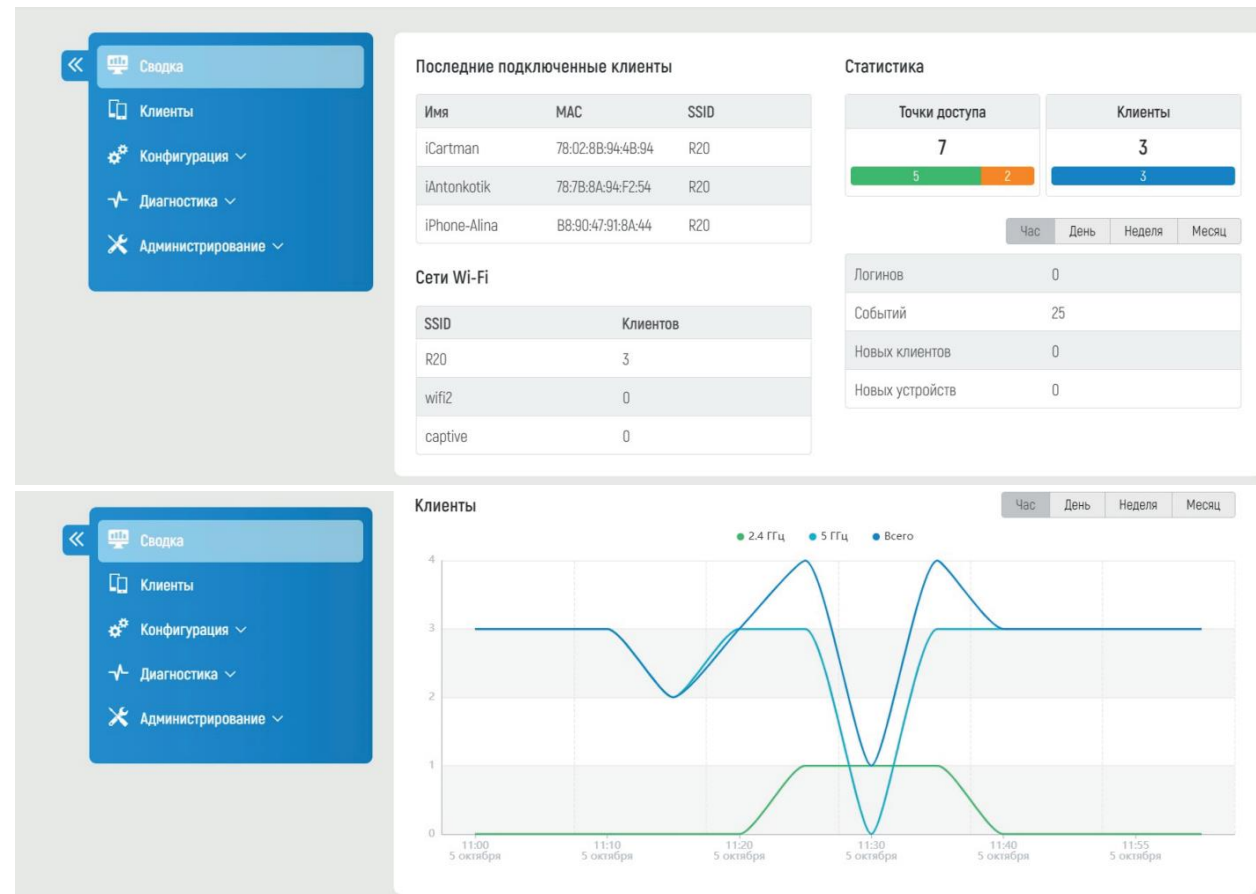 Сводка
Клиенты
Конфигурация
Диагностика
Администрирование
Последние подключенные клиенты
Имя MAC SSID
iCartman 78:02:8B:94:4B:94 R20
iAntonkotik 78:7B:8A:94:F2:54 R20
iPhone-Alina B8:90:47:91:8A:44 R20
Сети Wi-Fi
SSID Клиентов
R20 3
wifi2 0
captive 0
Статистика
Точки доступа Клиенты
7 3
5 2 3
Час День Неделя Месяц
Логинов 0
Событий 25
Новых клиентов 0
Новых устройств 0
Сводка
Клиенты
Конфигурация
Диагностика
Администрирование
Клиенты
Час День Неделя Месяц
2.4 ГГц 5 ГГц Всего
4
3
2
1
0
11:00 11:10 11:20 11:30 11:40 11:55
5 октября 5 октября 5 октября 5 октября 5 октября 5 октября